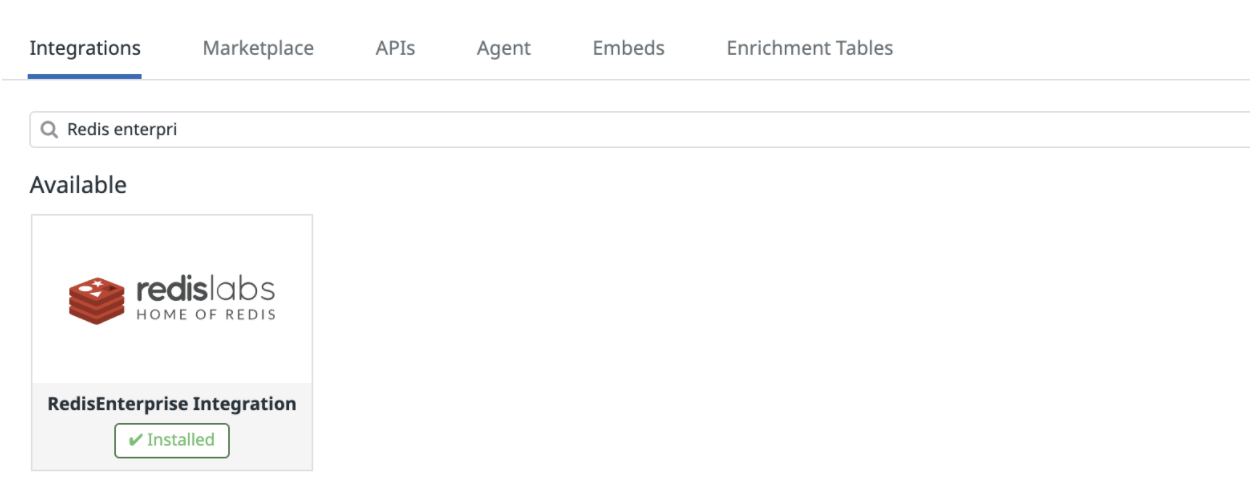 Integrations Marketplace APIs Agent Embeds Enrichment Tables
Redis enterpri
Available
redislabs
HOME OF REDIS
RedisEnterprise Integration
✔ Installed